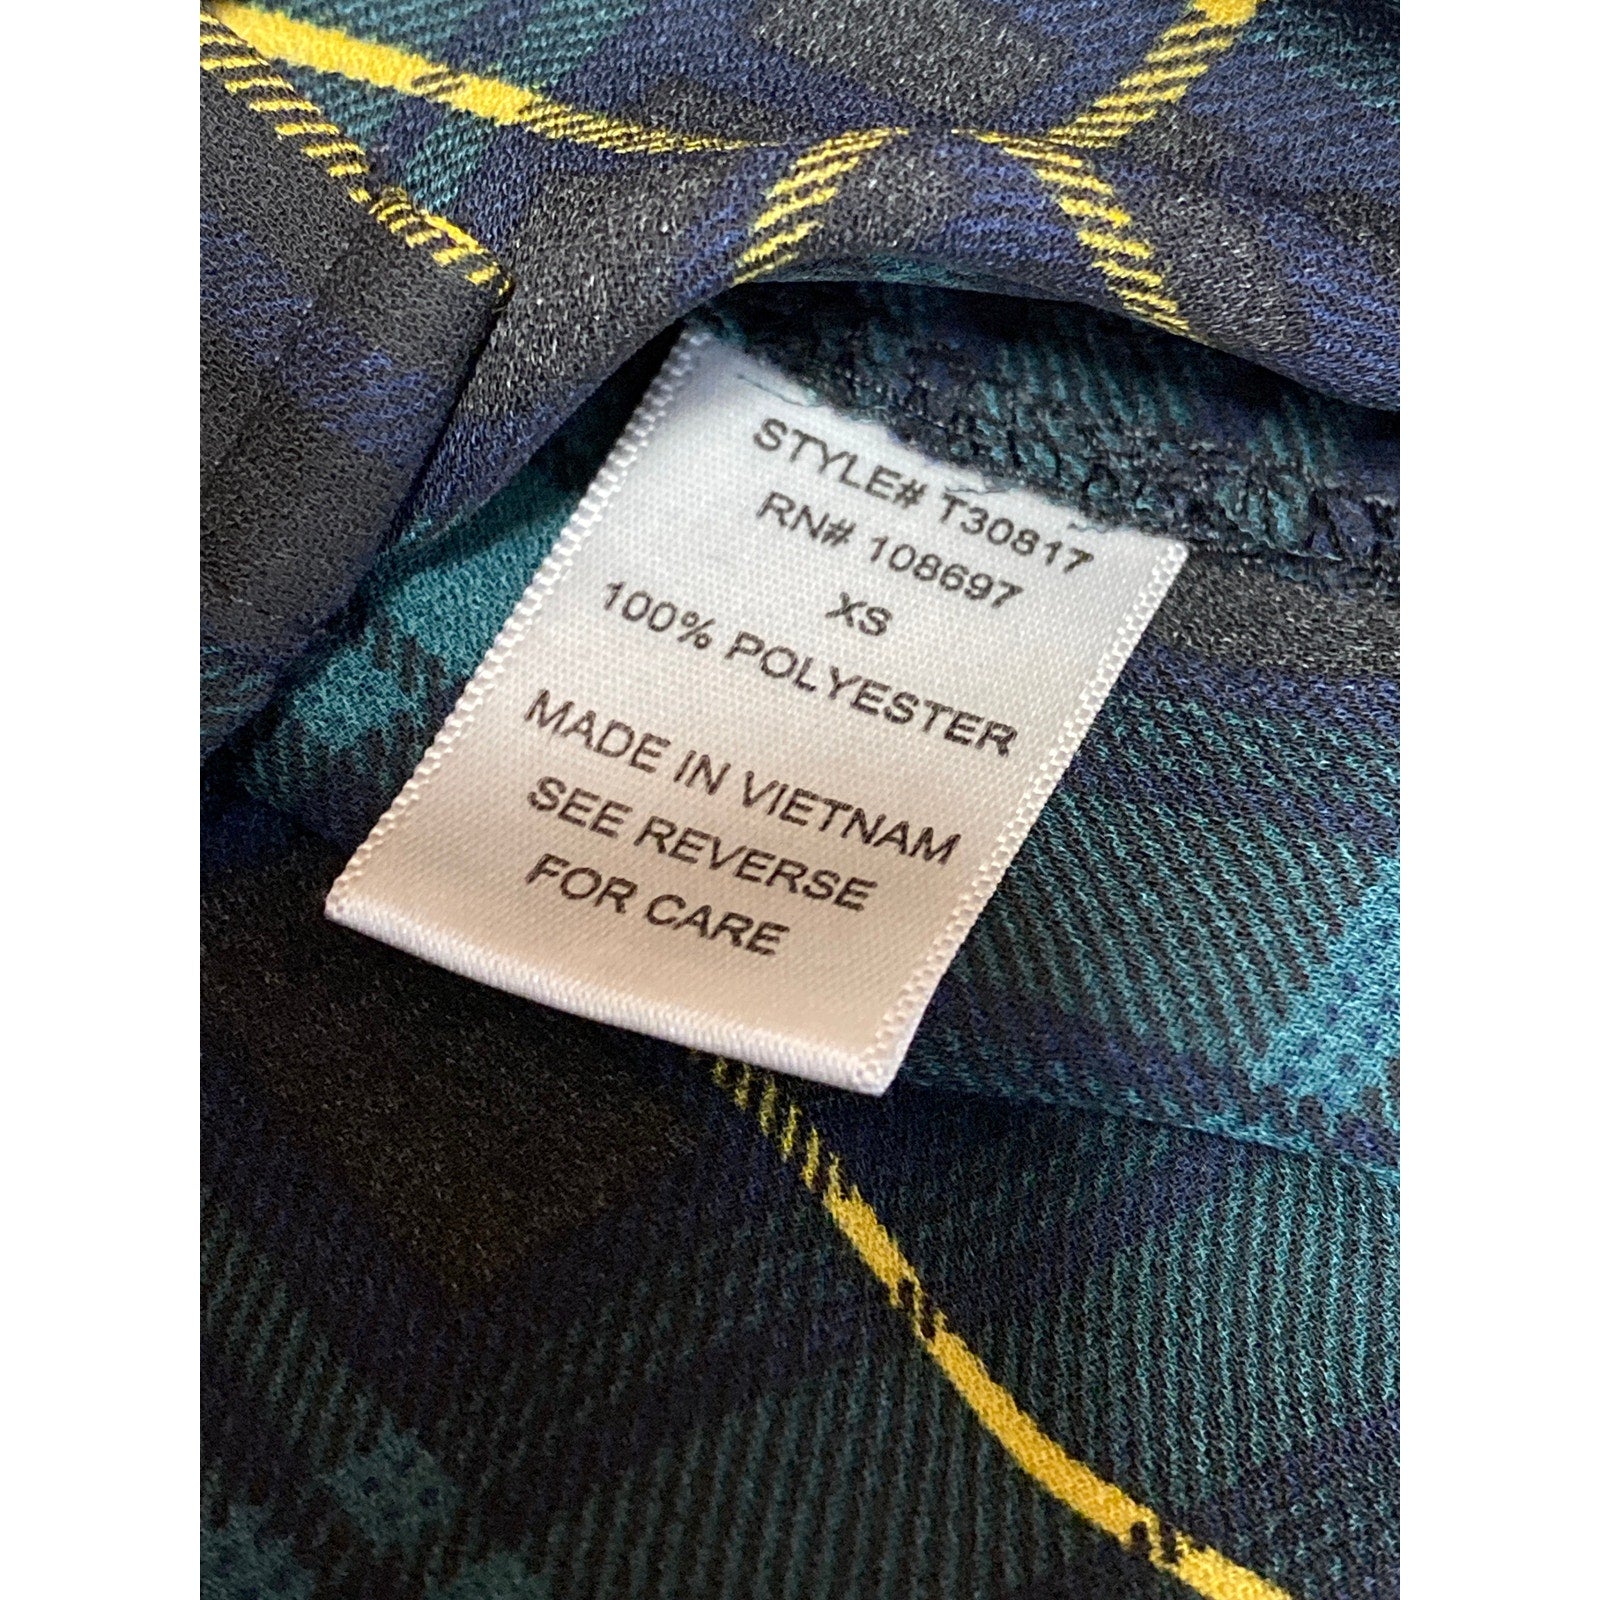 STYLE# T30817
RN# 108697
XS
100% POLYESTER
MADE IN VIETNAM
SEE REVERSE
FOR CARE